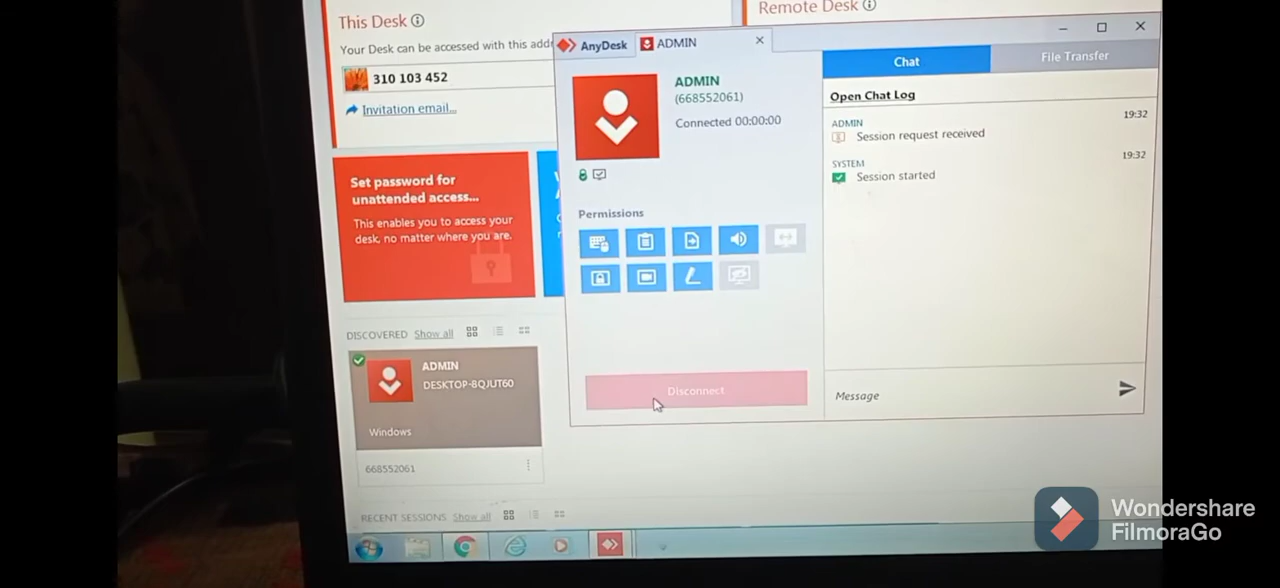 This Desk
Remote Desk
Your Desk can be accessed with this add
310 103 452
Invitation email...
AnyDesk
ADMIN
ADMIN
(668552061)
Connected 00:00:00
Permissions
Disconnect
Chat
File Transfer
Open Chat Log
ADMIN
19:32
Session request received
SYSTEM
19:32
Session started
Message
Set password for
unattended access...
This enables you to access your
desk, no matter where you are.
DISCOVERED Show all
ADMIN
DESKTOP-8QJUT60
Windows
668552061
RECENT SESSIONS Show all
Wondershare
FilmoraGo